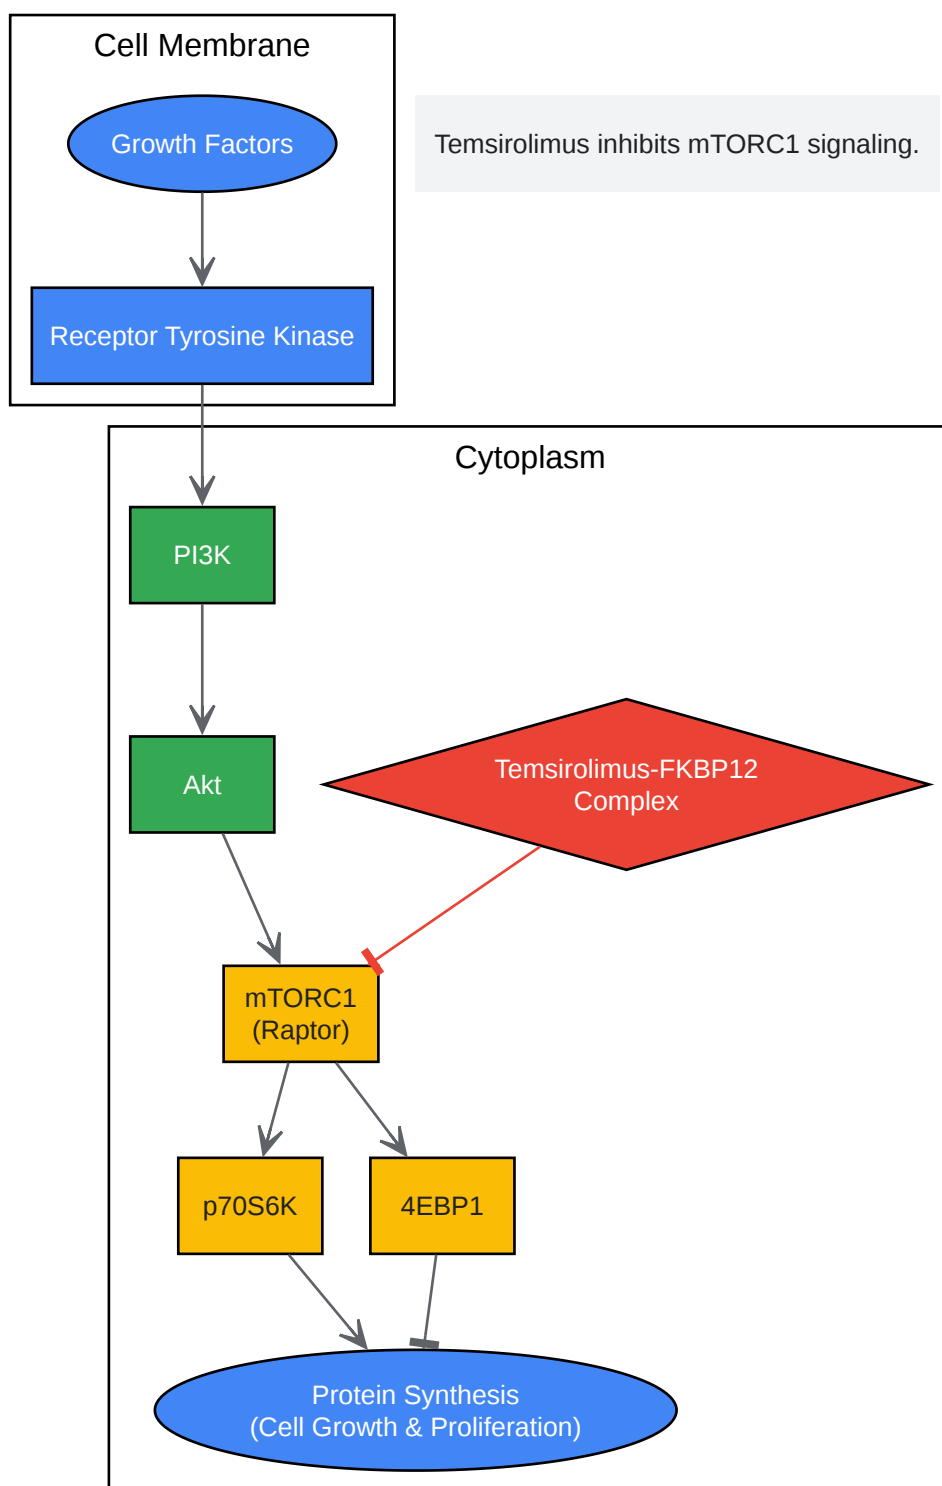 Cell Membrane
Growth Factors
Temsirolimus inhibits mTORC1 signaling.
Receptor Tyrosine Kinase
Cytoplasm
PI3K
Akt
Temsirolimus-FKBP12
Complex
mTORC1
(Raptor)
p70S6K
4EBP1
Protein Synthesis
(Cell Growth & Proliferation)